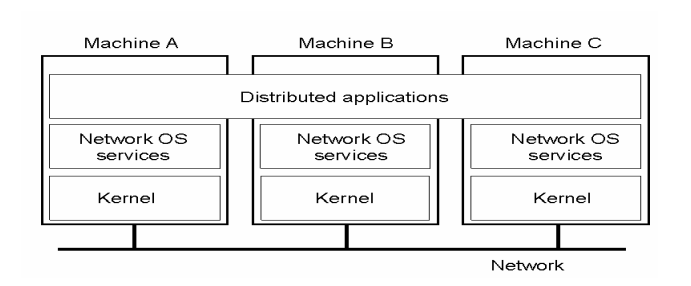 Machine A
Machine B
Machine C
Distributed applications
Network OS
services
Network OS
services
Network OS
services
Kernel
Kernel
Kernel
Network